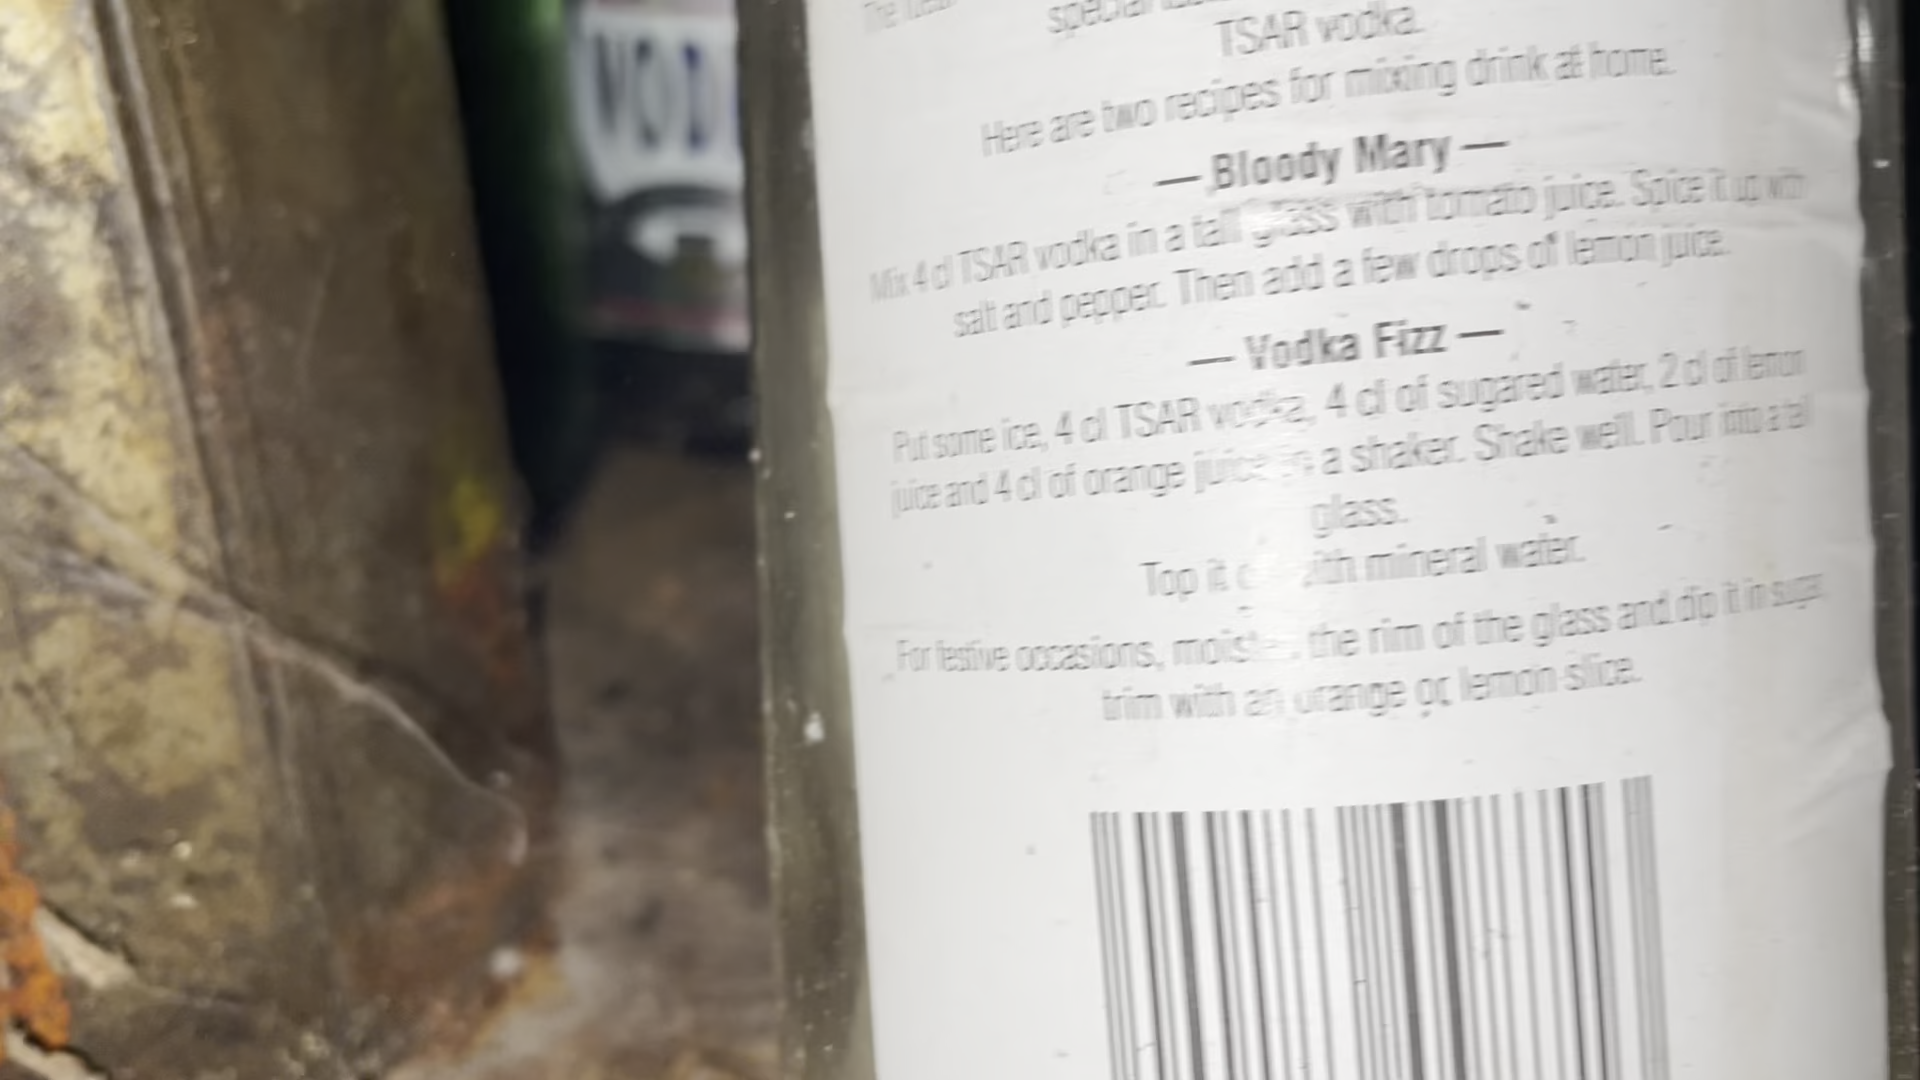 The ideal
special
TSAR vodka.
Here are two recipes for mixing drink at home.
— Bloody Mary —
Mix 4 cl TSAR vodka in a tall glass with tomato juice. Spice it up with
salt and pepper. Then add a few drops of lemon juice.
— Vodka Fizz —
Put some ice, 4 cl TSAR vodka, 4 cl of sugared water, 2 cl of lemon
juice and 4 cl of orange juice in a shaker. Shake well. Pour into a tall
glass.
Top it with mineral water.
For festive occasions, the rim of the glass and dip it in sugar,
trim with an orange or lemon slice.